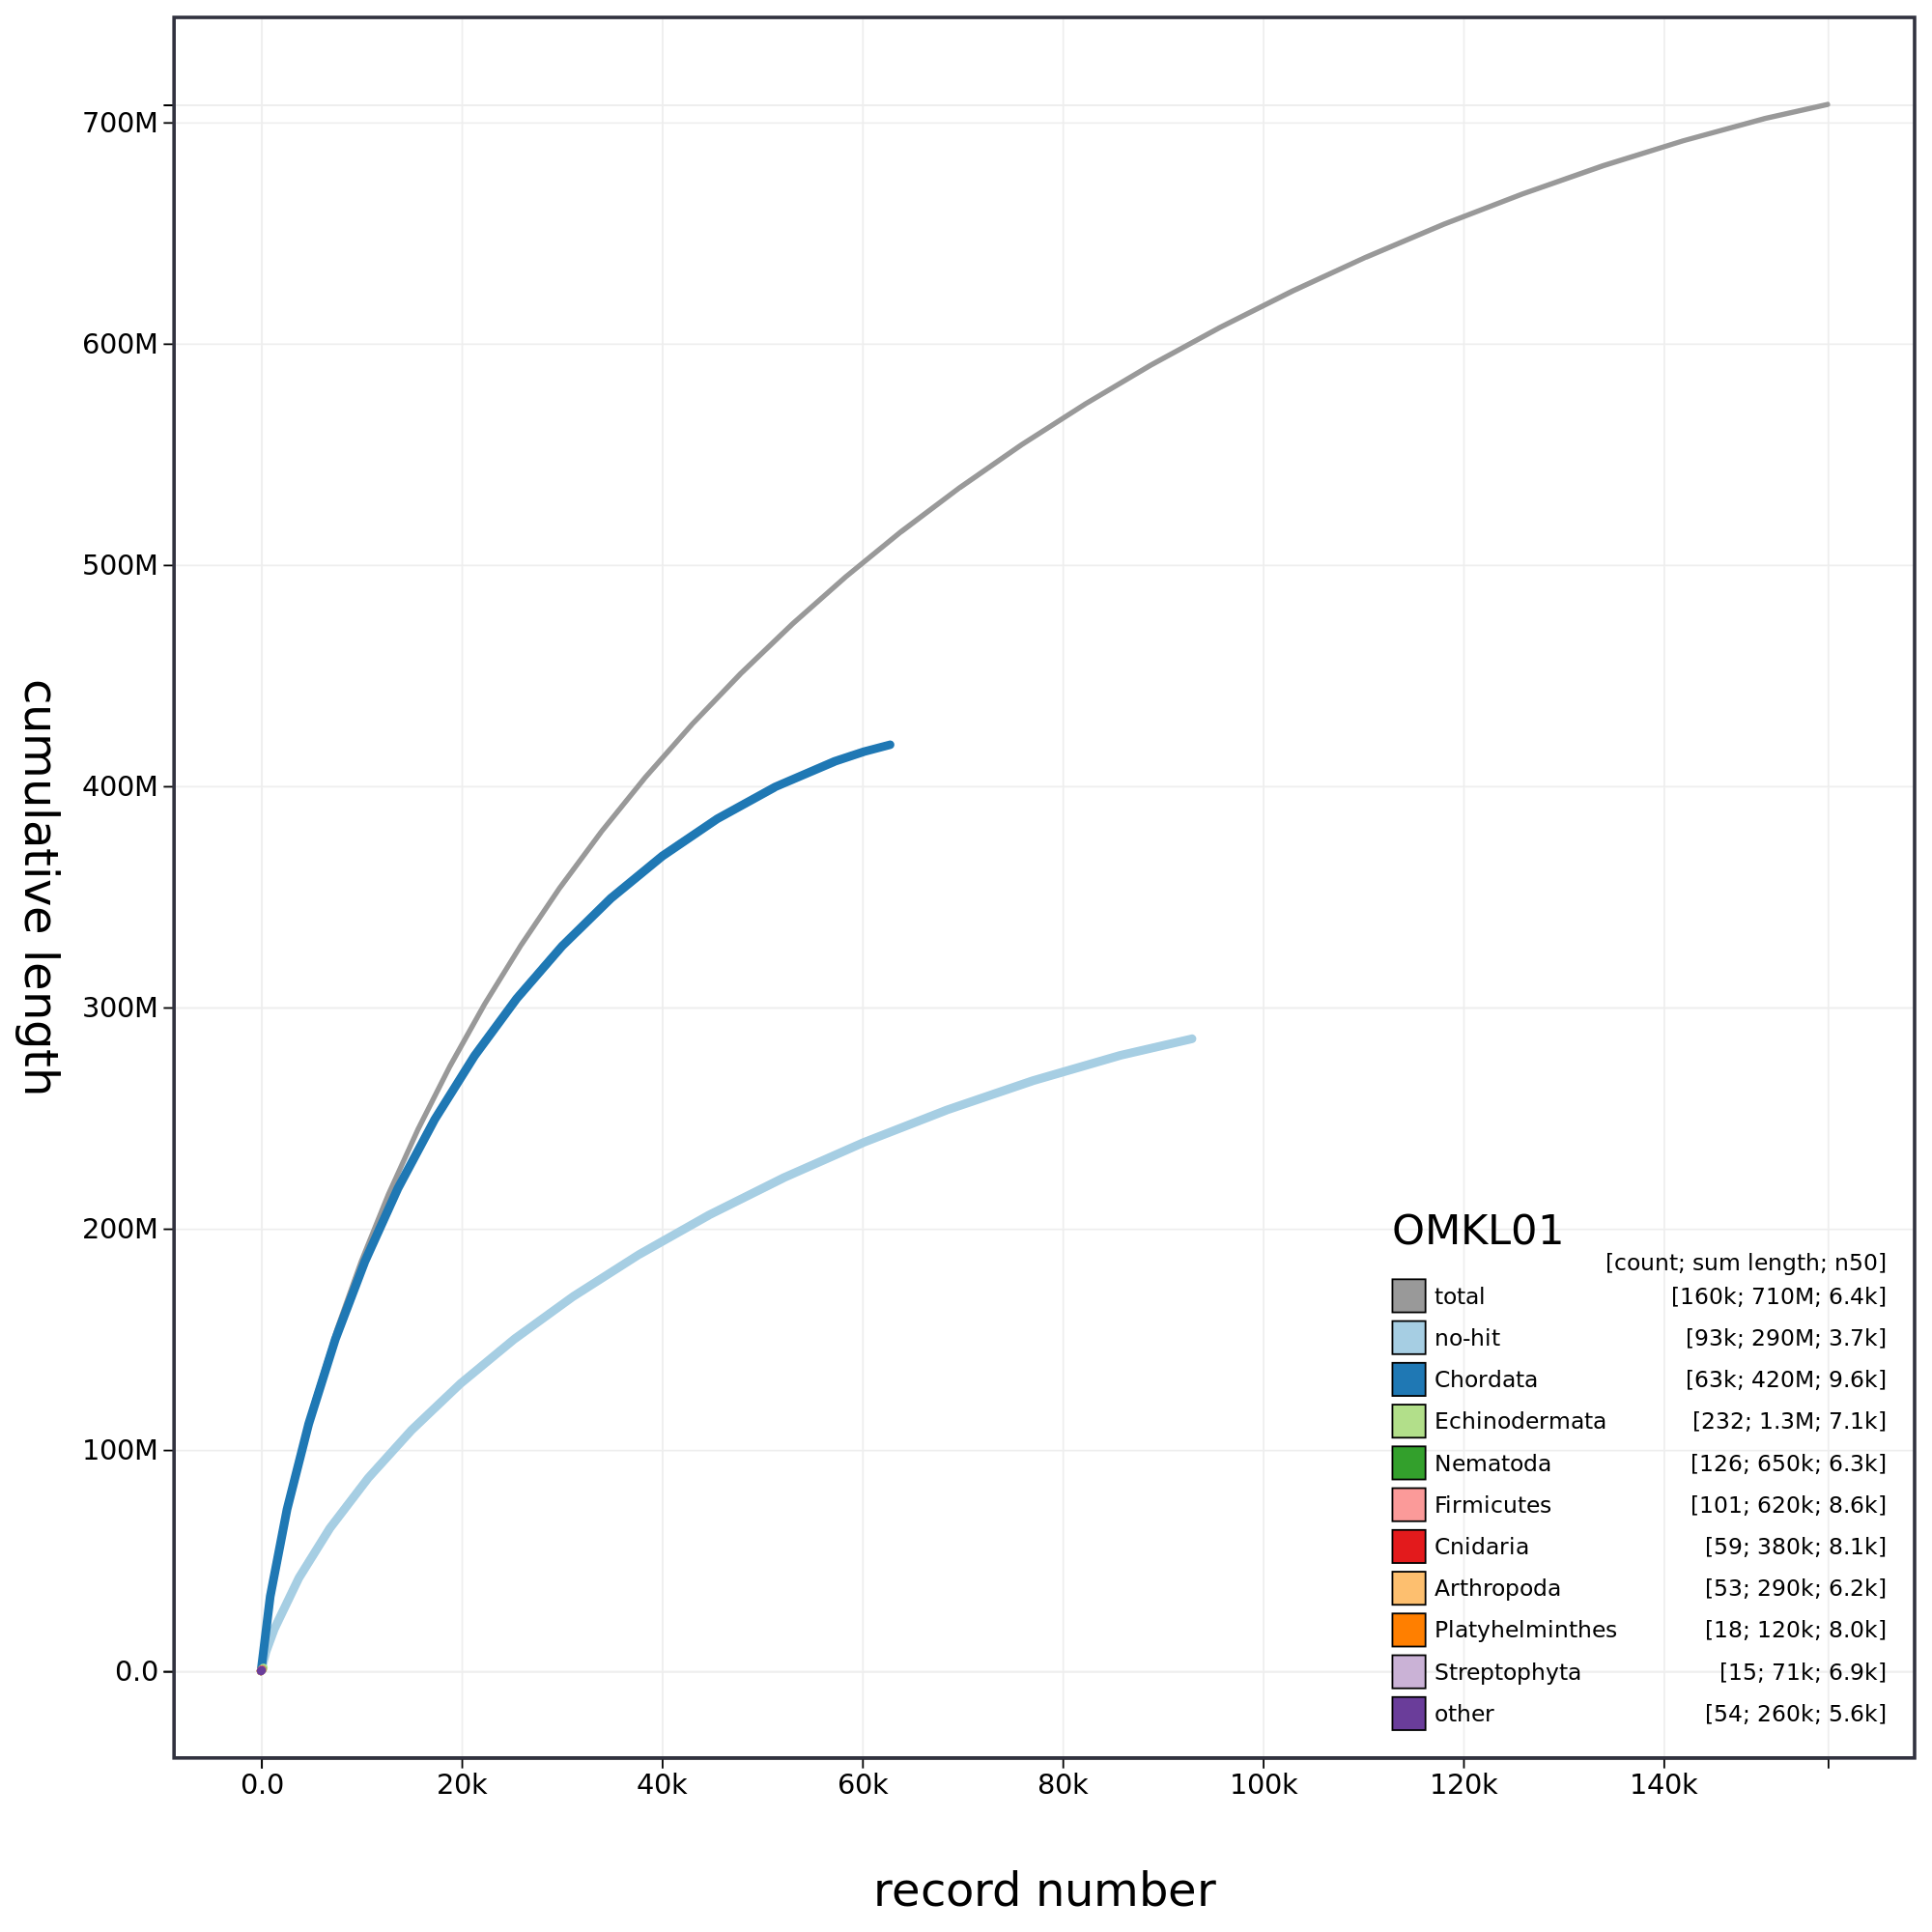 700M
600M
500M
400M
300M
200M
100M
0.0
cumulative length
0.0 20k 40k 60k 80k 100k 120k 140k
record number
OMKL01
[count; sum length; n50]
total [160k; 710M; 6.4k]
no-hit [93k; 290M; 3.7k]
Chordata [63k; 420M; 9.6k]
Echinodermata [232; 1.3M; 7.1k]
Nematoda [126; 650k; 6.3k]
Firmicutes [101; 620k; 8.6k]
Cnidaria [59; 380k; 8.1k]
Arthropoda [53; 290k; 6.2k]
Platyhelminthes [18; 120k; 8.0k]
Streptophyta [15; 71k; 6.9k]
other [54; 260k; 5.6k]